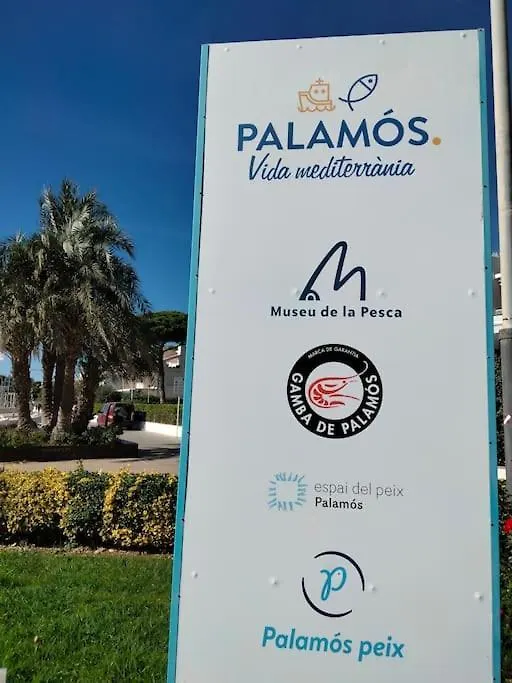 PALAMÓS.
Vida mediterrània
Museu de la Pesca
MARCA DE GARANTIA
GAMBA DE PALAMÓS
espai del peix
Palamós
p
Palamós peix